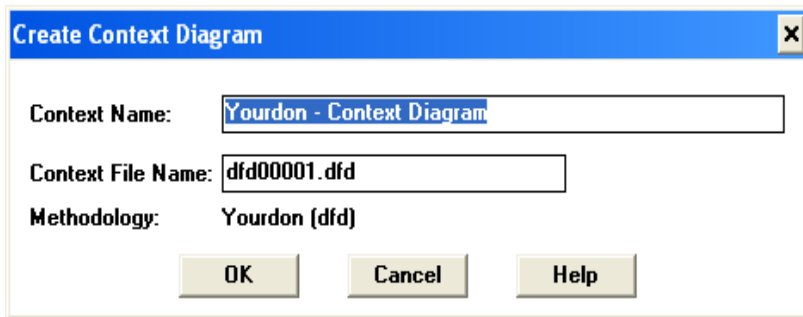 Create Context Diagram
Context Name: Yourdon - Context Diagram
Context File Name: dfd00001.dfd
Methodology: Yourdon (dfd)
OK Cancel Help